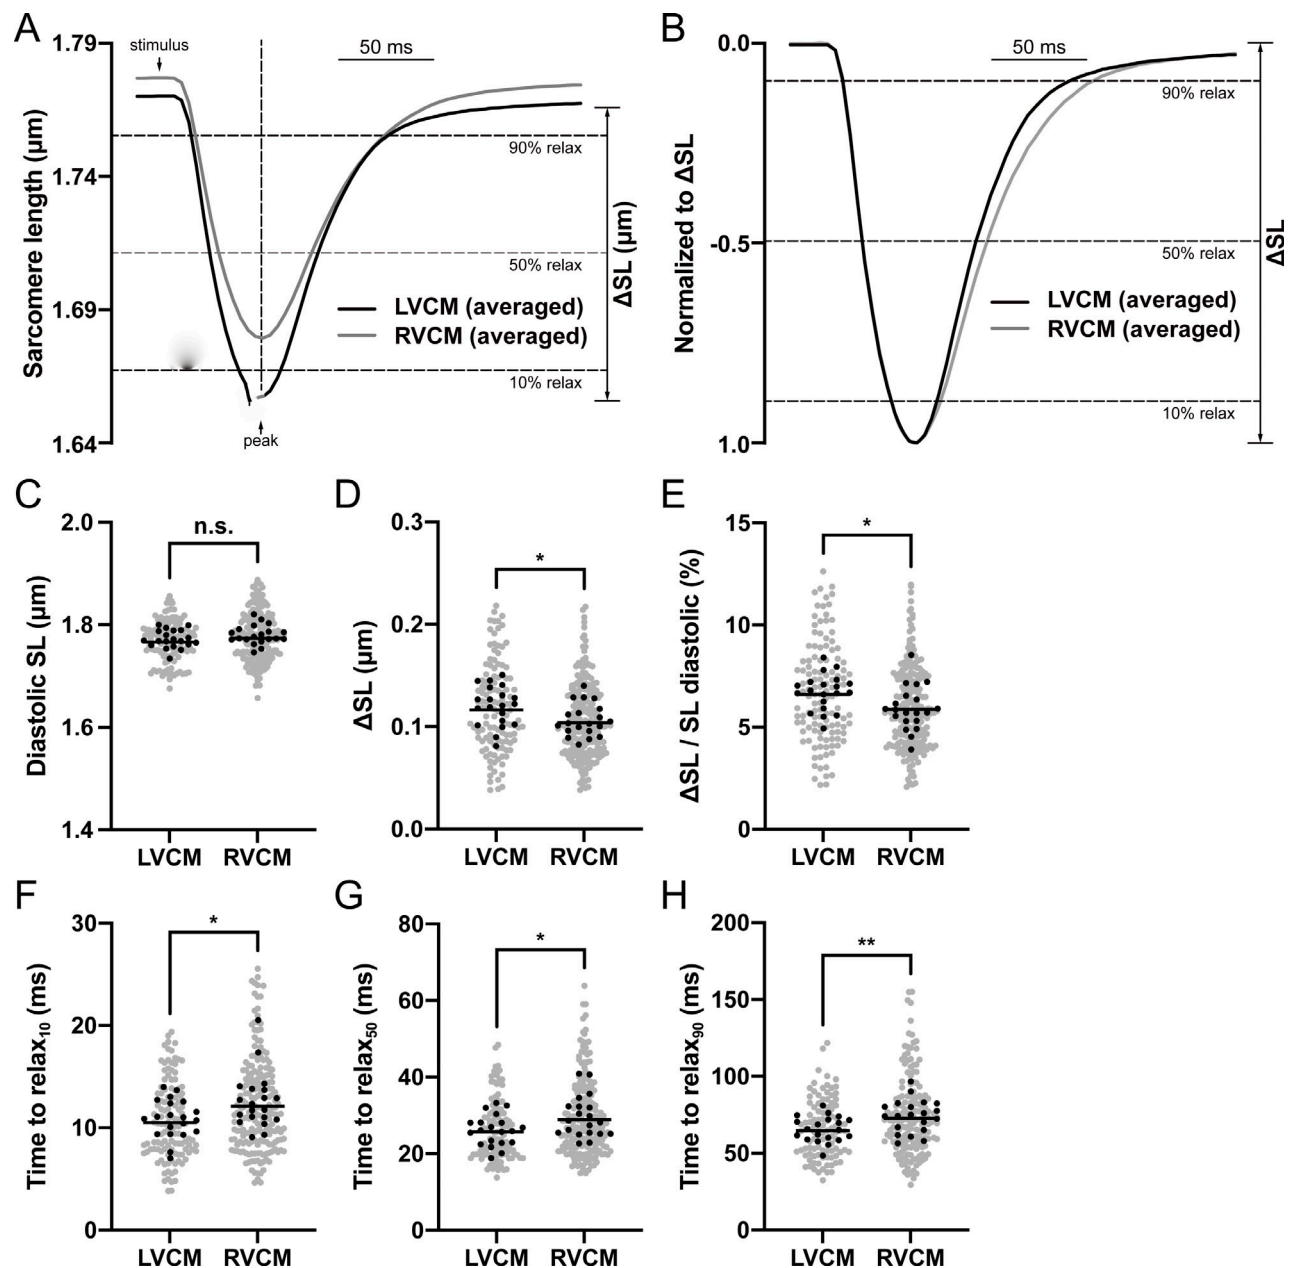 A
1.79
1.74
1.69
1.64
Sarcomere length (µm)
stimulus
50 ms
90% relax
50% relax
LVCM (averaged)
RVCM (averaged)
10% relax
peak
ΔSL (µm)
B
0.0
-0.5
1.0
Normalized to ΔSL
50 ms
90% relax
50% relax
LVCM (averaged)
RVCM (averaged)
10% relax
ΔSL
C
2.0
1.8
1.6
1.4
Diastolic SL (µm)
n.s.
LVCM RVCM
D
0.3
0.2
0.1
0.0
ΔSL (µm)
*
LVCM RVCM
E
15
10
5
0
ΔSL / SL diastolic (%)
*
LVCM RVCM
F
30
20
10
0
Time to relax10 (ms)
*
LVCM RVCM
G
80
60
40
20
0
Time to relax50 (ms)
*
LVCM RVCM
H
200
150
100
50
0
Time to relax90 (ms)
**
LVCM RVCM